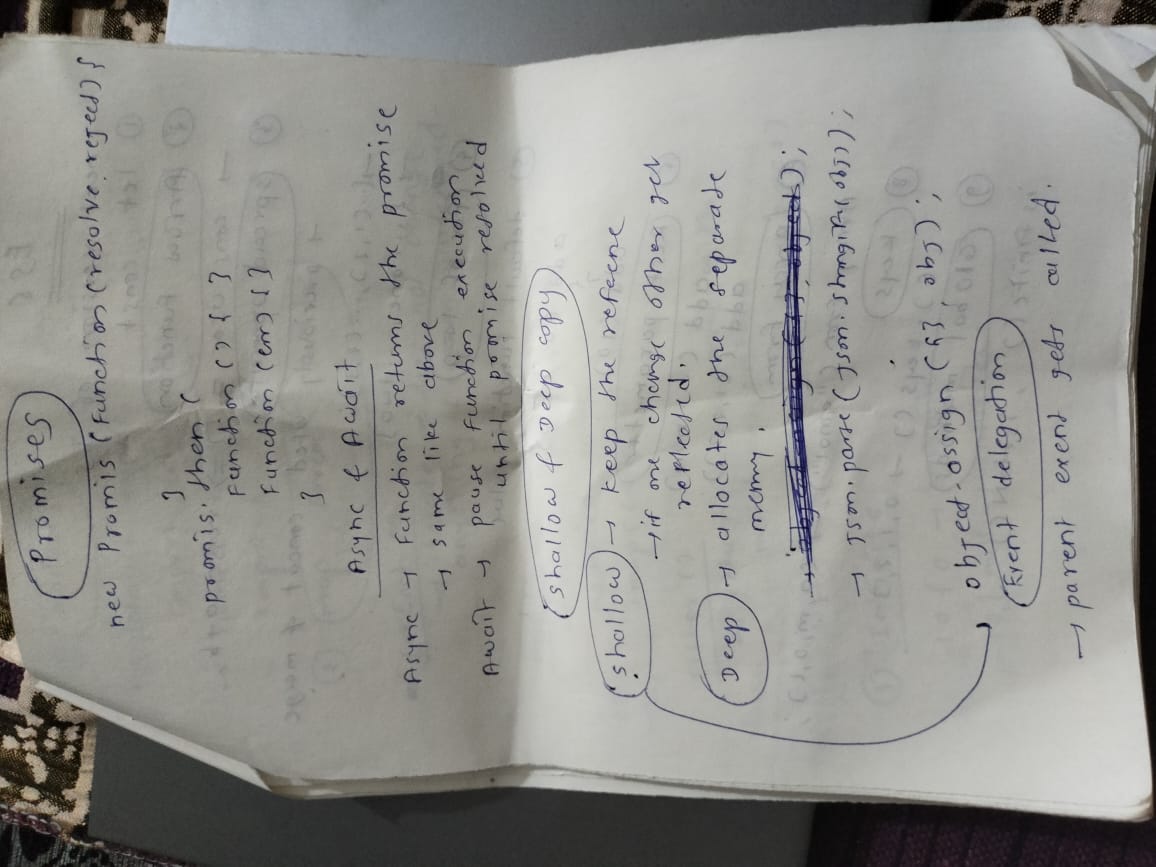 Promises
new Promis (Function (resolve, reject) {
}
promis. then (
Function () { }
Function (err) { }
)
Async & Await
Async → Function returns the promise
→ same like above
Await → pause Function execution
until promise resolved
shallow & Deep copy
shallow → keep the referene
→ if one change other get
reflected.
Deep → allocates the separate
memry.
→ Json.parse (Json.stringify(obj));
object.assign ({}, obj);
Event delegation
→ parent event gets called.